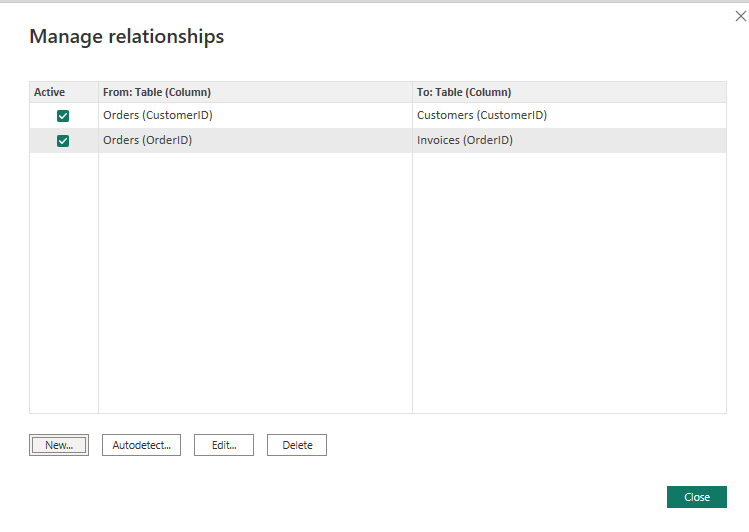 Manage relationships
Active From: Table (Column) To: Table (Column)
Orders (CustomerID) Customers (CustomerID)
Orders (OrderID) Invoices (OrderID)
New... Autodetect... Edit... Delete
Close